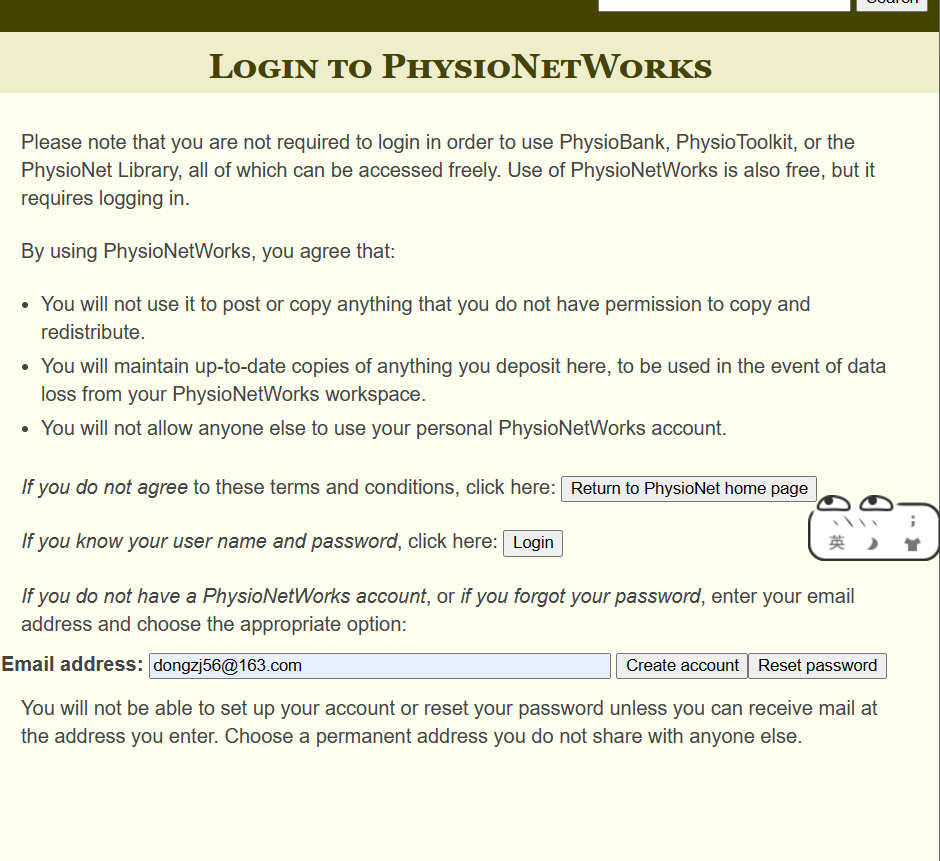 Search
Login to PhysioNetWorks
Please note that you are not required to login in order to use PhysioBank, PhysioToolkit, or the
PhysioNet Library, all of which can be accessed freely. Use of PhysioNetWorks is also free, but it
requires logging in.
By using PhysioNetWorks, you agree that:
• You will not use it to post or copy anything that you do not have permission to copy and
redistribute.
• You will maintain up-to-date copies of anything you deposit here, to be used in the event of data
loss from your PhysioNetWorks workspace.
• You will not allow anyone else to use your personal PhysioNetWorks account.
If you do not agree to these terms and conditions, click here: Return to PhysioNet home page
If you know your user name and password, click here: Login
英
If you do not have a PhysioNetWorks account, or if you forgot your password, enter your email
address and choose the appropriate option:
Email address: dongzj56@163.com Create account Reset password
You will not be able to set up your account or reset your password unless you can receive mail at
the address you enter. Choose a permanent address you do not share with anyone else.